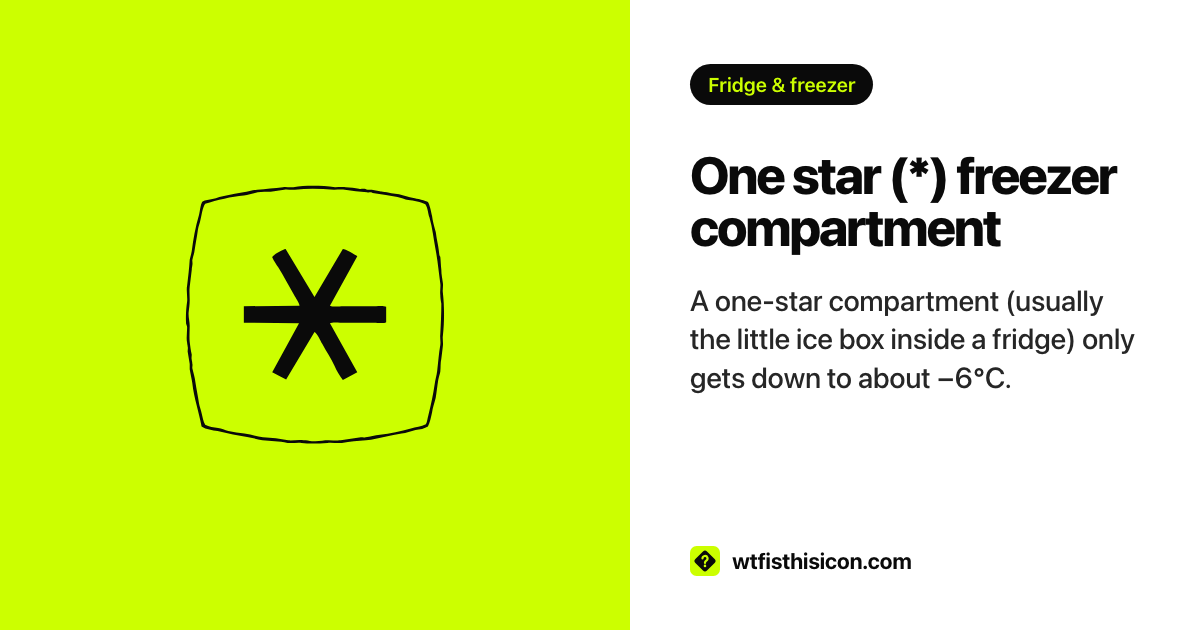 Fridge & freezer
One star (*) freezer
compartment
A one-star compartment (usually
the little ice box inside a fridge) only
gets down to about −6°C.
wtfisthisicon.com